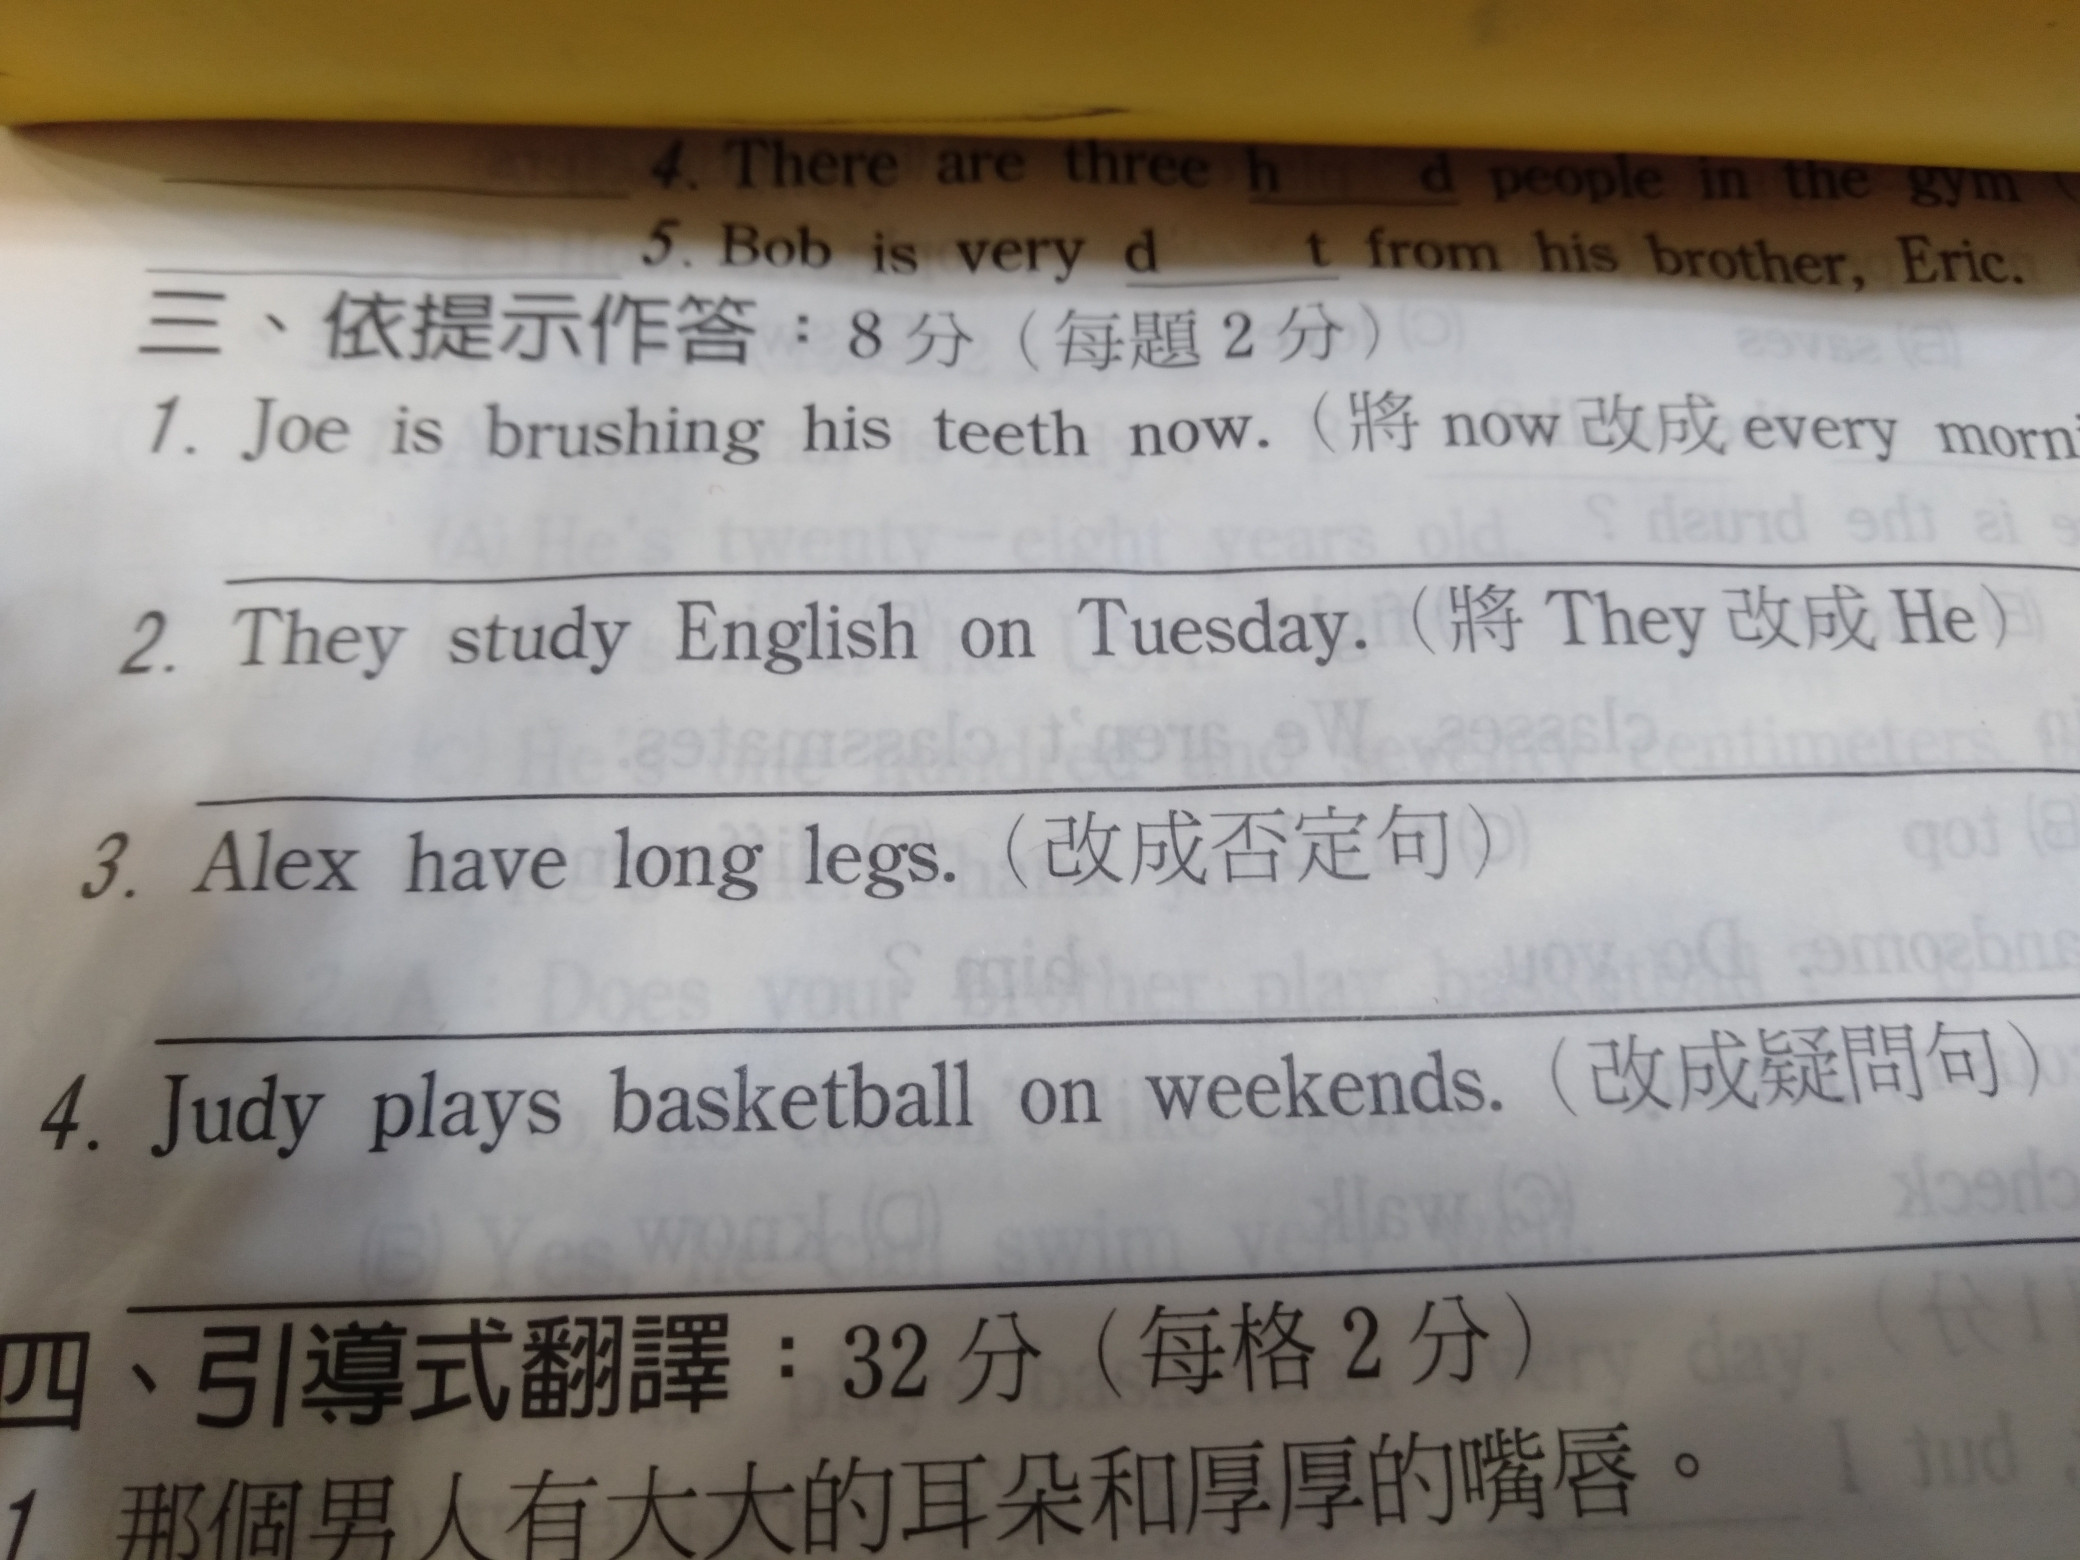 4. There are three h d people in the gym
5. Bob is very d t from his brother, Eric.
三、依提示作答：8 分（每題 2 分）
1. Joe is brushing his teeth now.（將 now 改成 every morni
2. They study English on Tuesday.（將 They 改成 He）
3. Alex have long legs.（改成否定句）
4. Judy plays basketball on weekends.（改成疑問句）
四、引導式翻譯：32 分（每格 2 分）
1. 那個男人有大大的耳朵和厚厚的嘴唇。